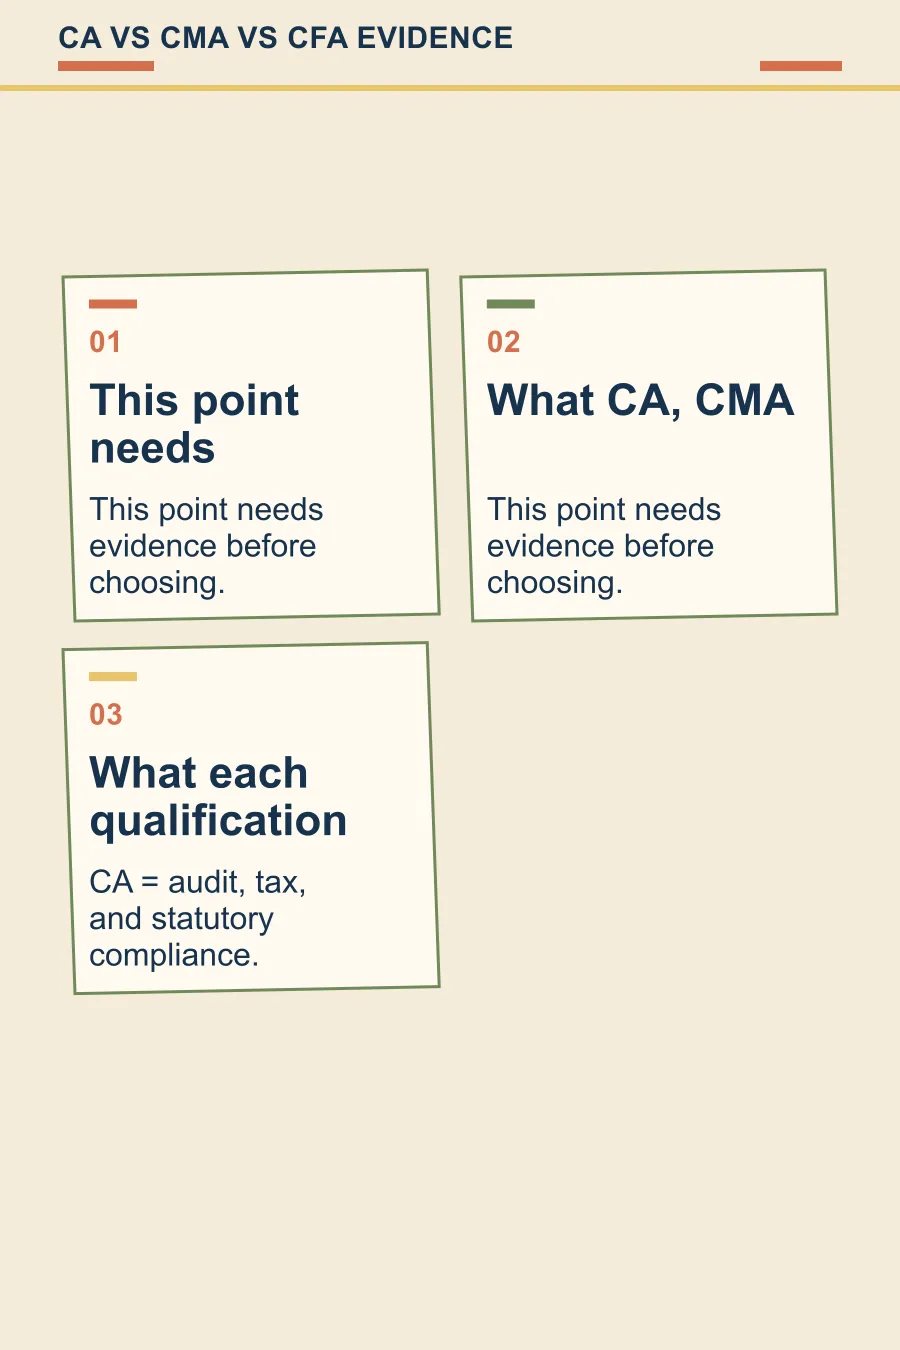 CA VS CMA VS CFA EVIDENCE
01
This point
needs
This point needs
evidence before
choosing.
02
What CA, CMA
This point needs
evidence before
choosing.
03
What each
qualification
CA = audit, tax,
and statutory
compliance.